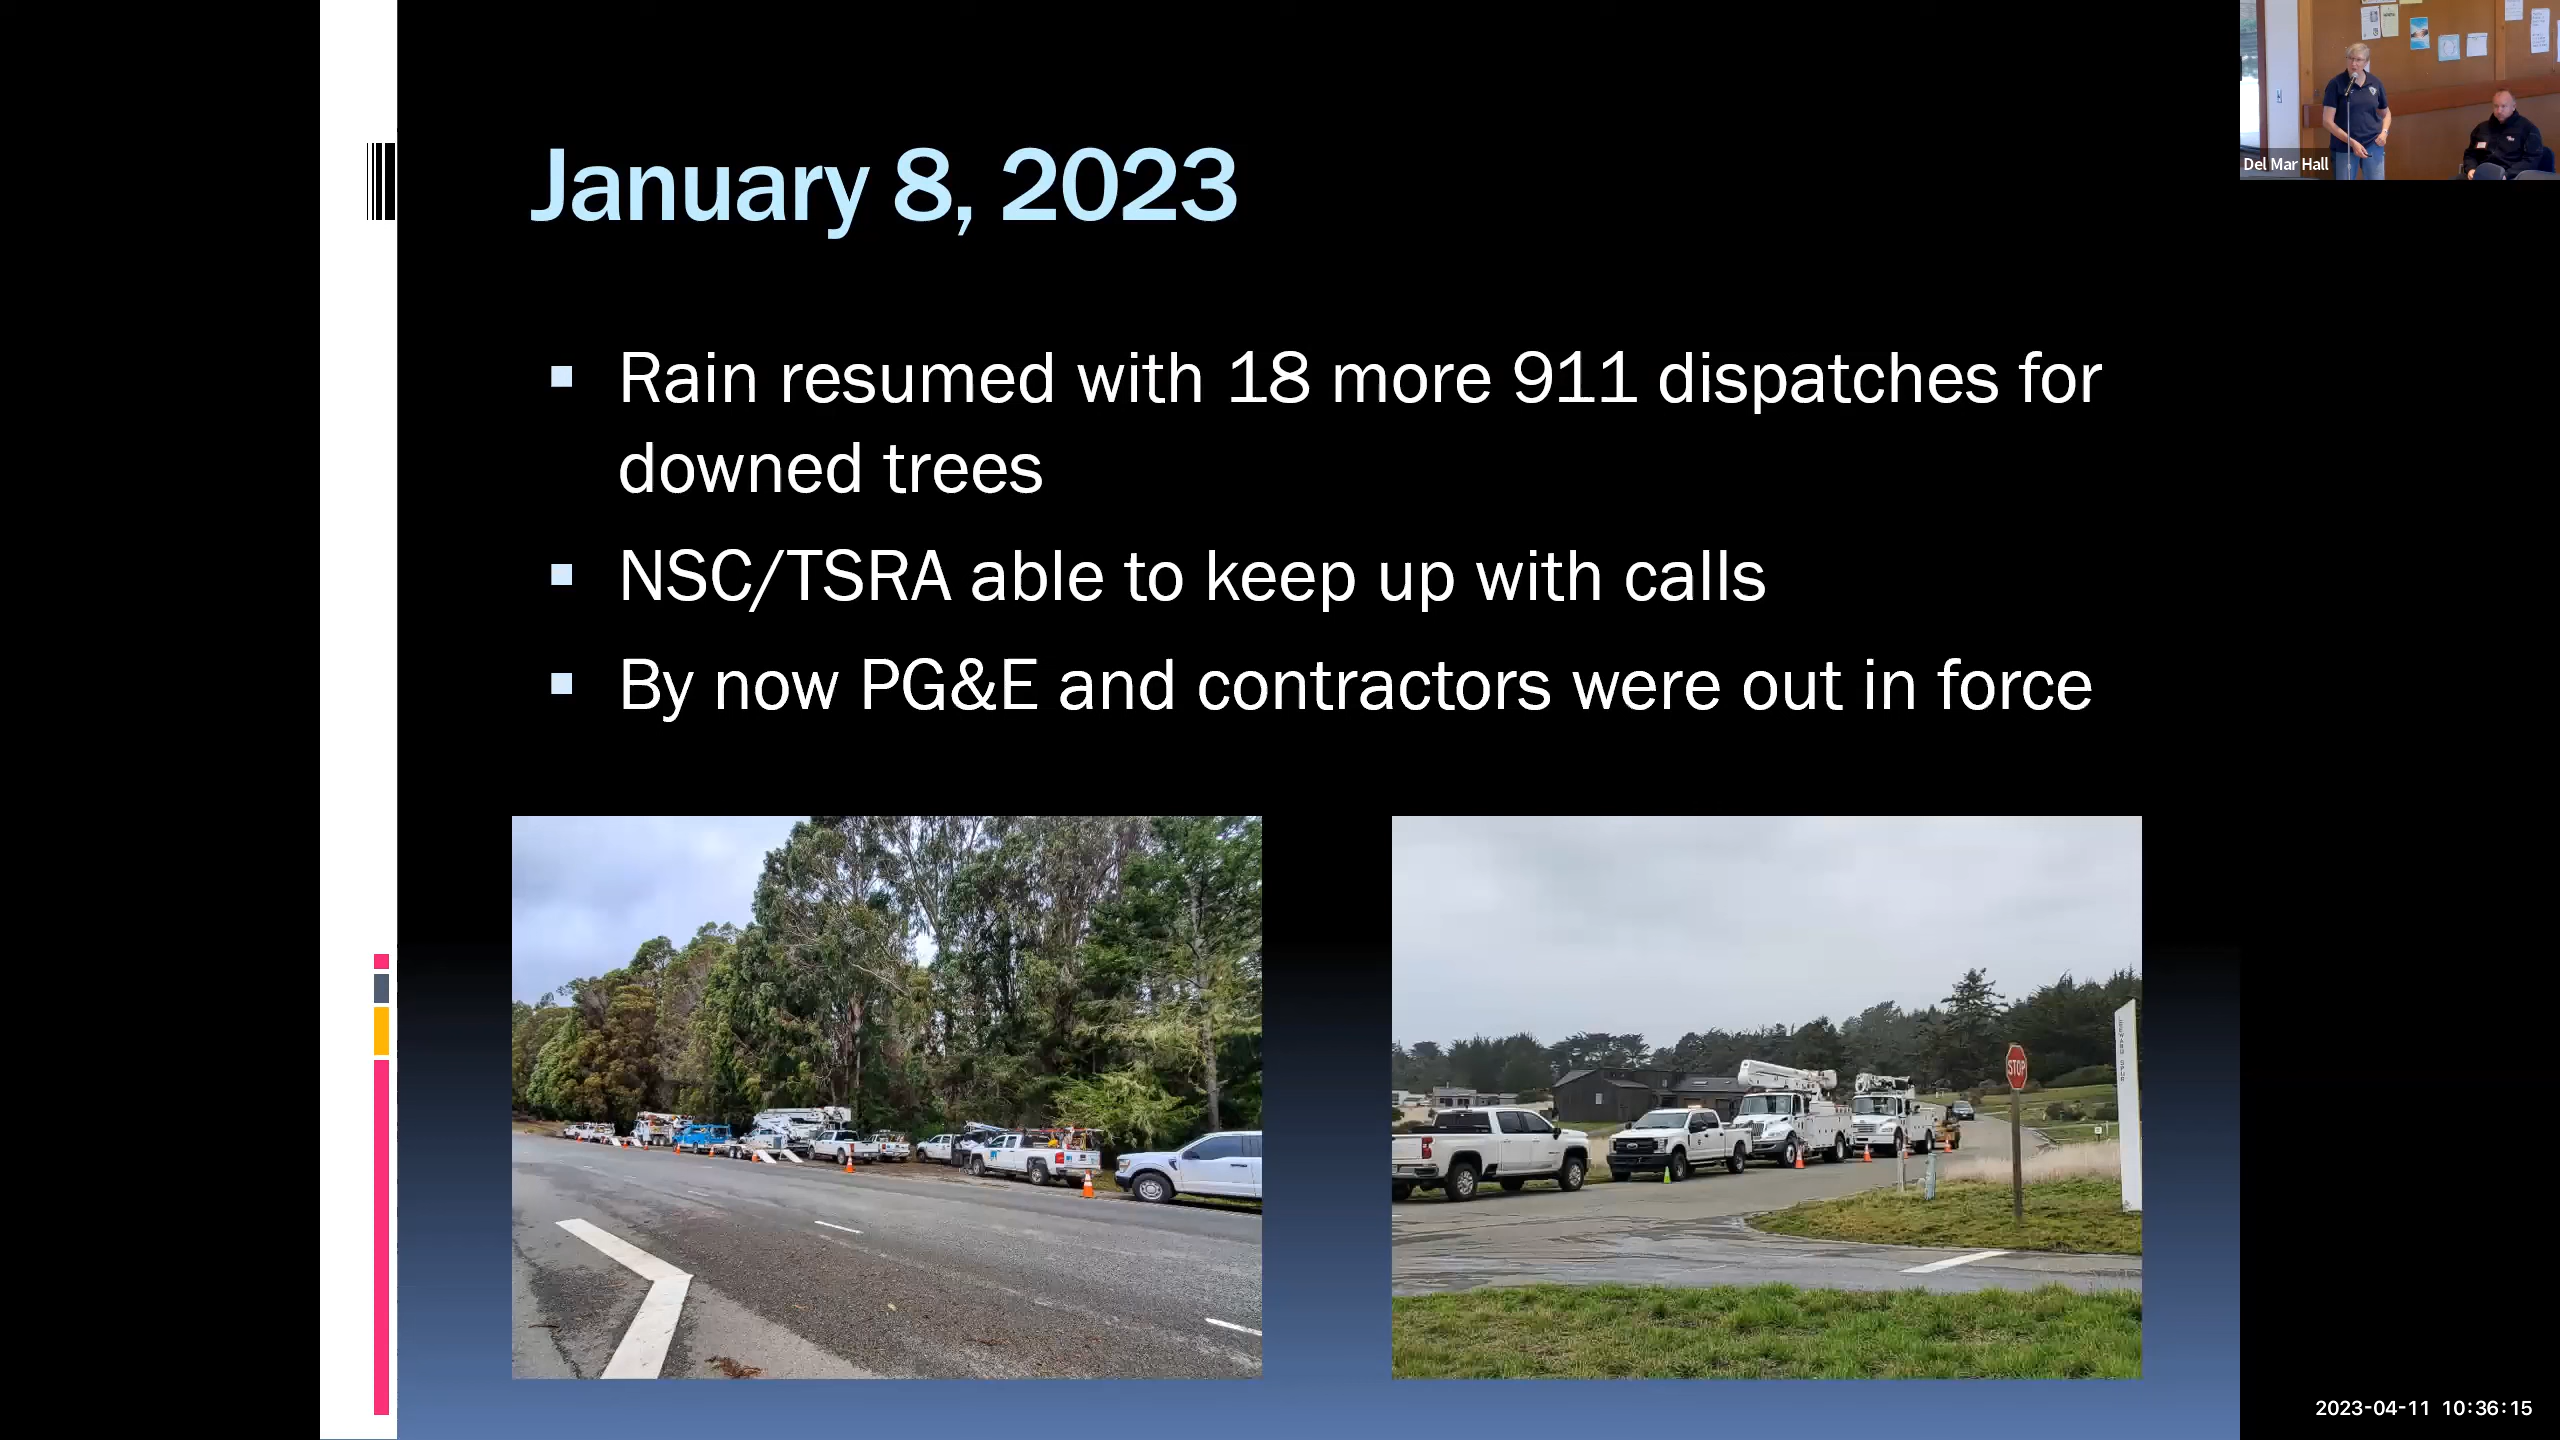 January 8, 2023
Rain resumed with 18 more 911 dispatches for
downed trees
NSC/TSRA able to keep up with calls
By now PG&E and contractors were out in force
Del Mar Hall
STOP
LEEWARD SPUR
2023-04-11 10:36:15